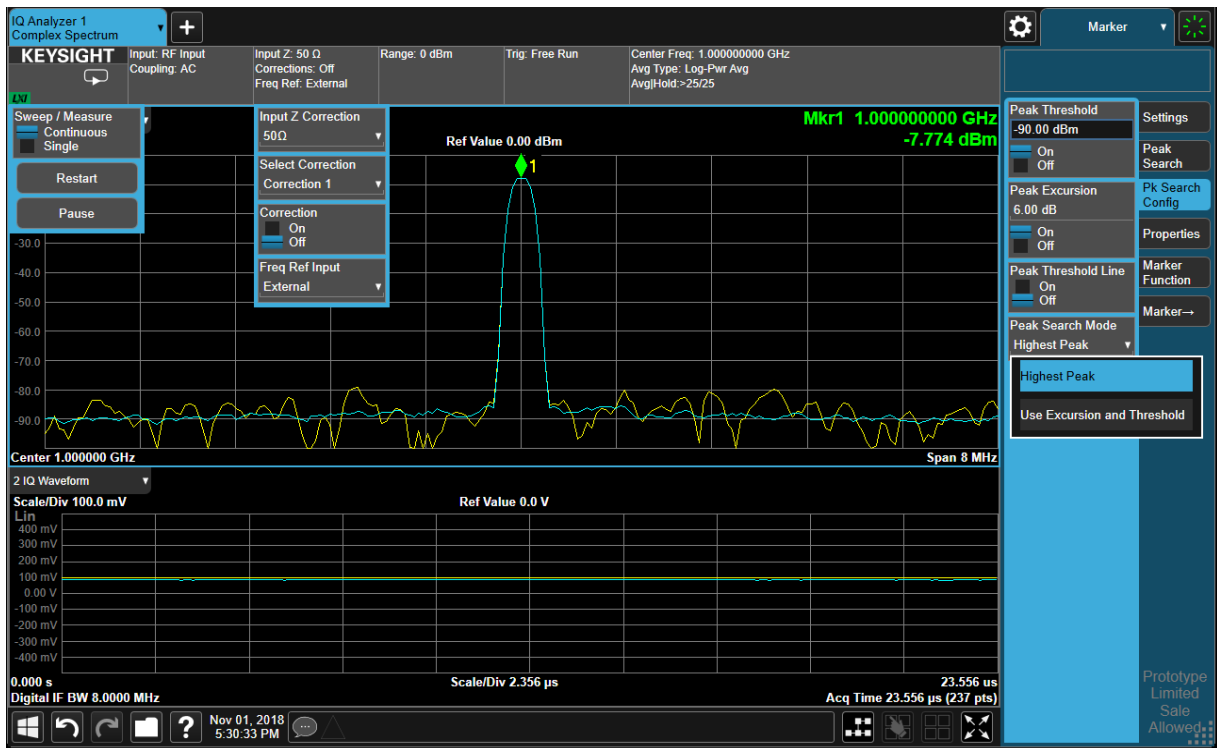 IQ Analyzer 1
Complex Spectrum
+
Marker
KEYSIGHT
LXI
Input: RF Input
Coupling: AC
Input Z: 50 Ω
Corrections: Off
Freq Ref: External
Range: 0 dBm
Trig: Free Run
Center Freq: 1.000000000 GHz
Avg Type: Log-Pwr Avg
Avg|Hold:>25/25
Sweep / Measure
Continuous
Single
Restart
Pause
Input Z Correction
50Ω
Select Correction
Correction 1
Correction
On
Off
Freq Ref Input
External
Ref Value 0.00 dBm
Mkr1 1.000000000 GHz
-7.774 dBm
1
-30.0
-40.0
-50.0
-60.0
-70.0
-80.0
-90.0
Center 1.000000 GHz
Span 8 MHz
2 IQ Waveform
Scale/Div 100.0 mV
Ref Value 0.0 V
Lin
400 mV
300 mV
200 mV
100 mV
0.00 V
-100 mV
-200 mV
-300 mV
-400 mV
0.000 s
Scale/Div 2.356 µs
23.556 us
Digital IF BW 8.0000 MHz
Acq Time 23.556 µs (237 pts)
Peak Threshold
-90.00 dBm
On
Off
Peak Excursion
6.00 dB
On
Off
Peak Threshold Line
On
Off
Peak Search Mode
Highest Peak
Highest Peak
Use Excursion and Threshold
Settings
Peak
Search
Pk Search
Config
Properties
Marker
Function
Marker→
Prototype
Limited
Sale
Allowed
?
Nov 01, 2018
5:30:33 PM